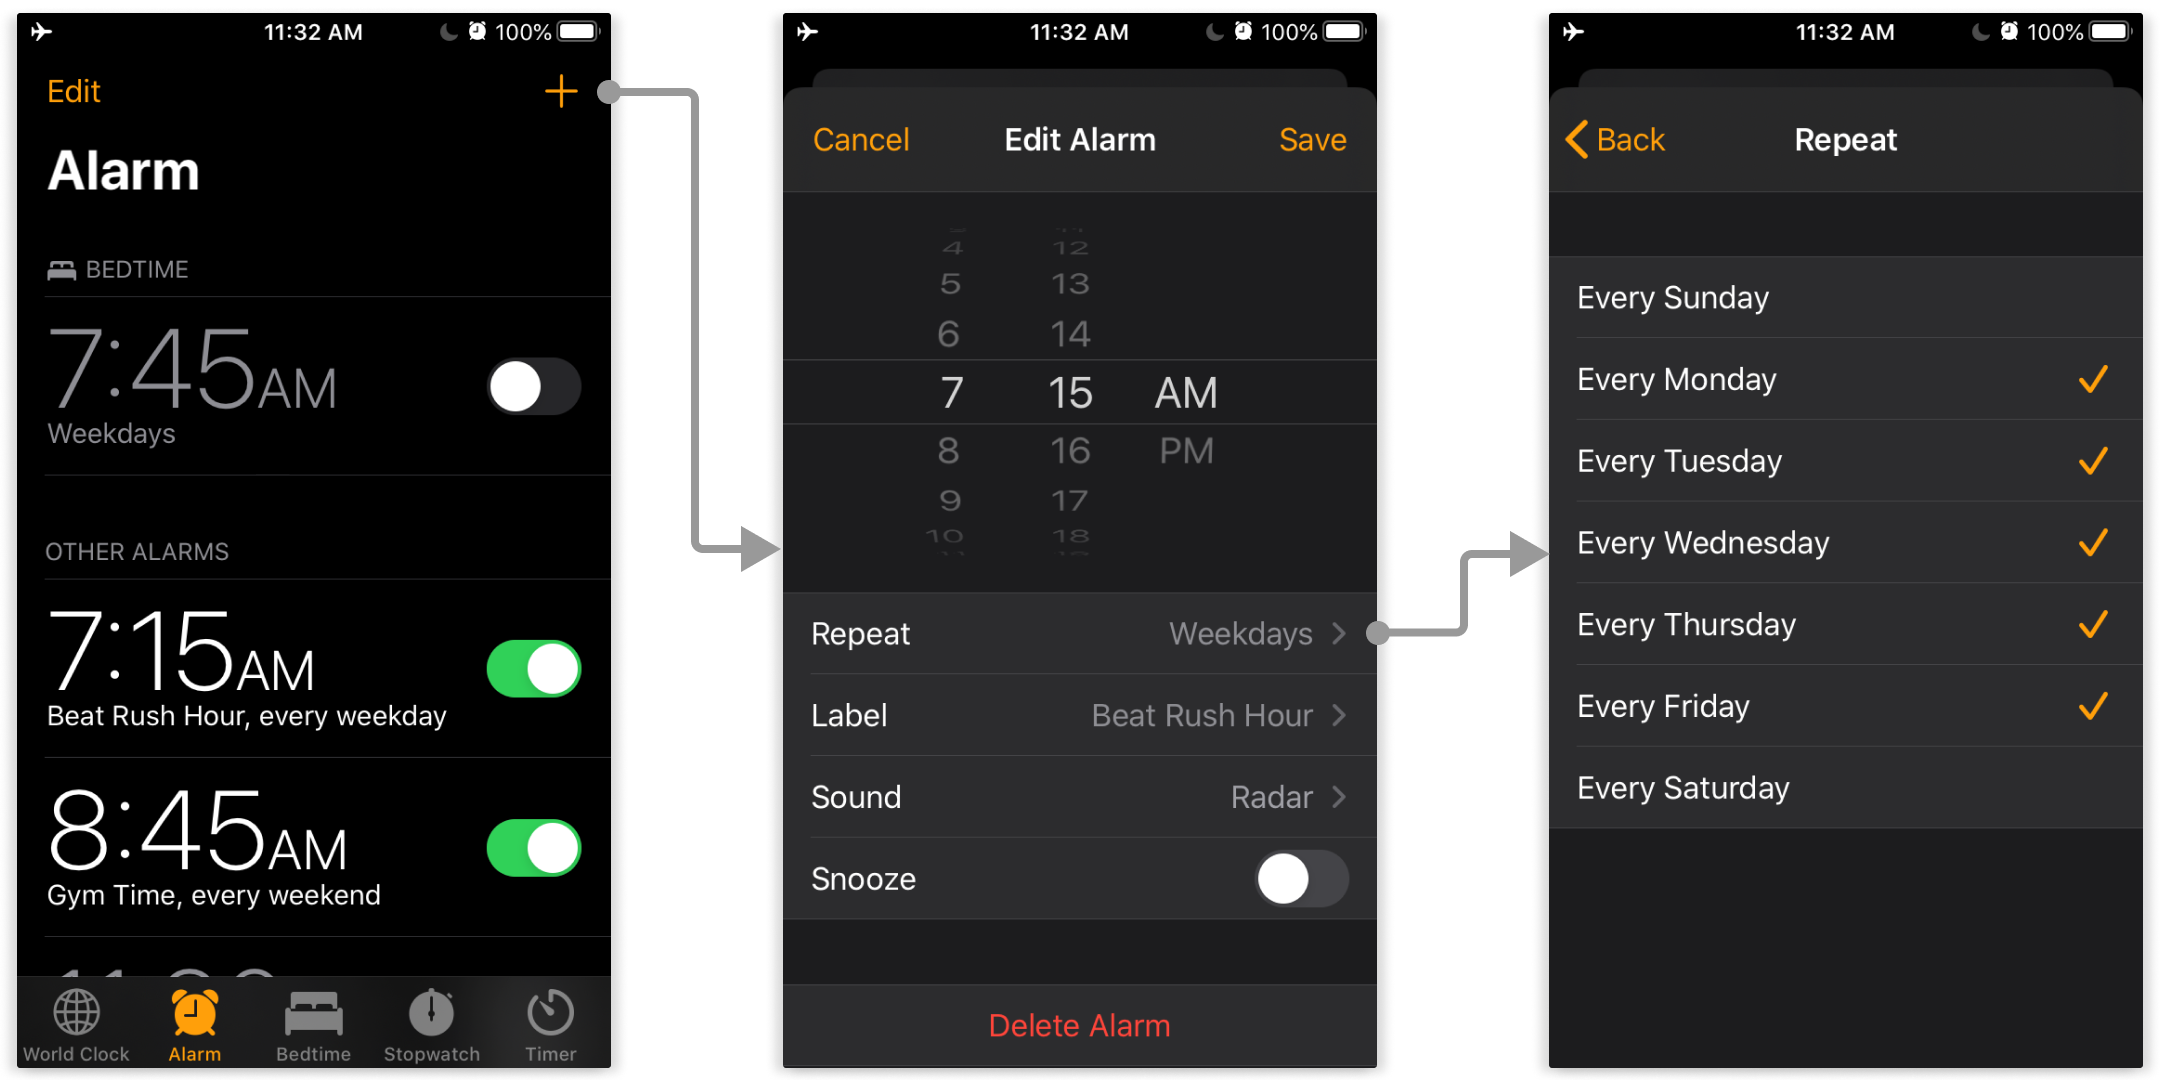 11:32 AM 100%
Edit +
Alarm
BEDTIME
7:45AM
Weekdays
OTHER ALARMS
7:15AM
Beat Rush Hour, every weekday
8:45AM
Gym Time, every weekend
World Clock Alarm Bedtime Stopwatch Timer
11:32 AM 100%
Cancel Edit Alarm Save
4 12
5 13
6 14
7 15 AM
8 16 PM
9 17
10 18
Repeat Weekdays
Label Beat Rush Hour
Sound Radar
Snooze
Delete Alarm
11:32 AM 100%
Back Repeat
Every Sunday
Every Monday
Every Tuesday
Every Wednesday
Every Thursday
Every Friday
Every Saturday